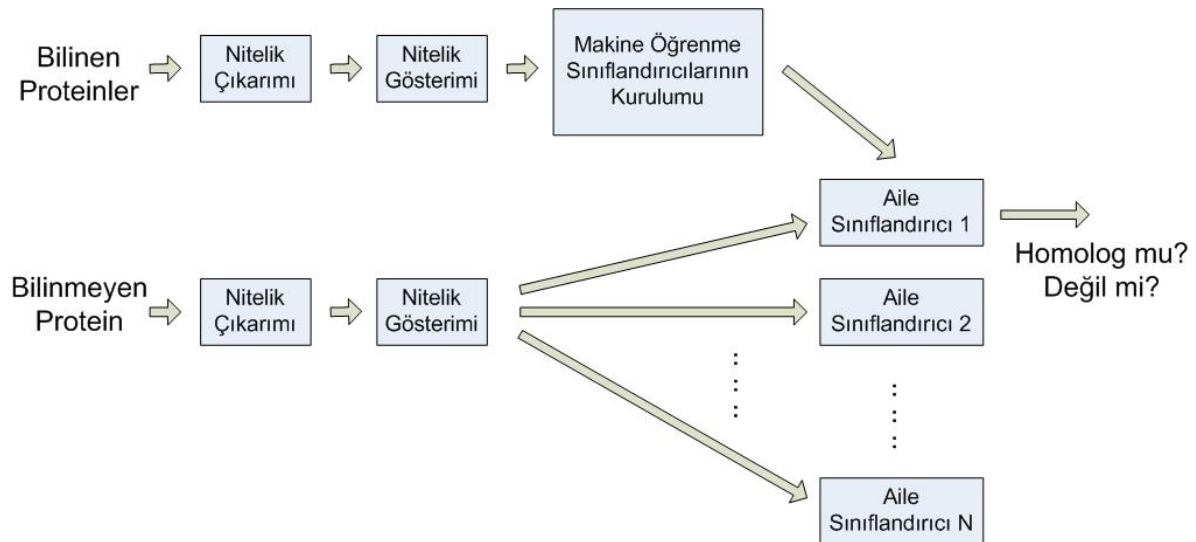 Bilinen
Proteinler
Nitelik
Çıkarımı
Nitelik
Gösterimi
Makine Öğrenme
Sınıflandırıcılarının
Kurulumu
Aile
Sınıflandırıcı 1
Homolog mu?
Değil mi?
Bilinmeyen
Protein
Nitelik
Çıkarımı
Nitelik
Gösterimi
Aile
Sınıflandırıcı 2
Aile
Sınıflandırıcı N